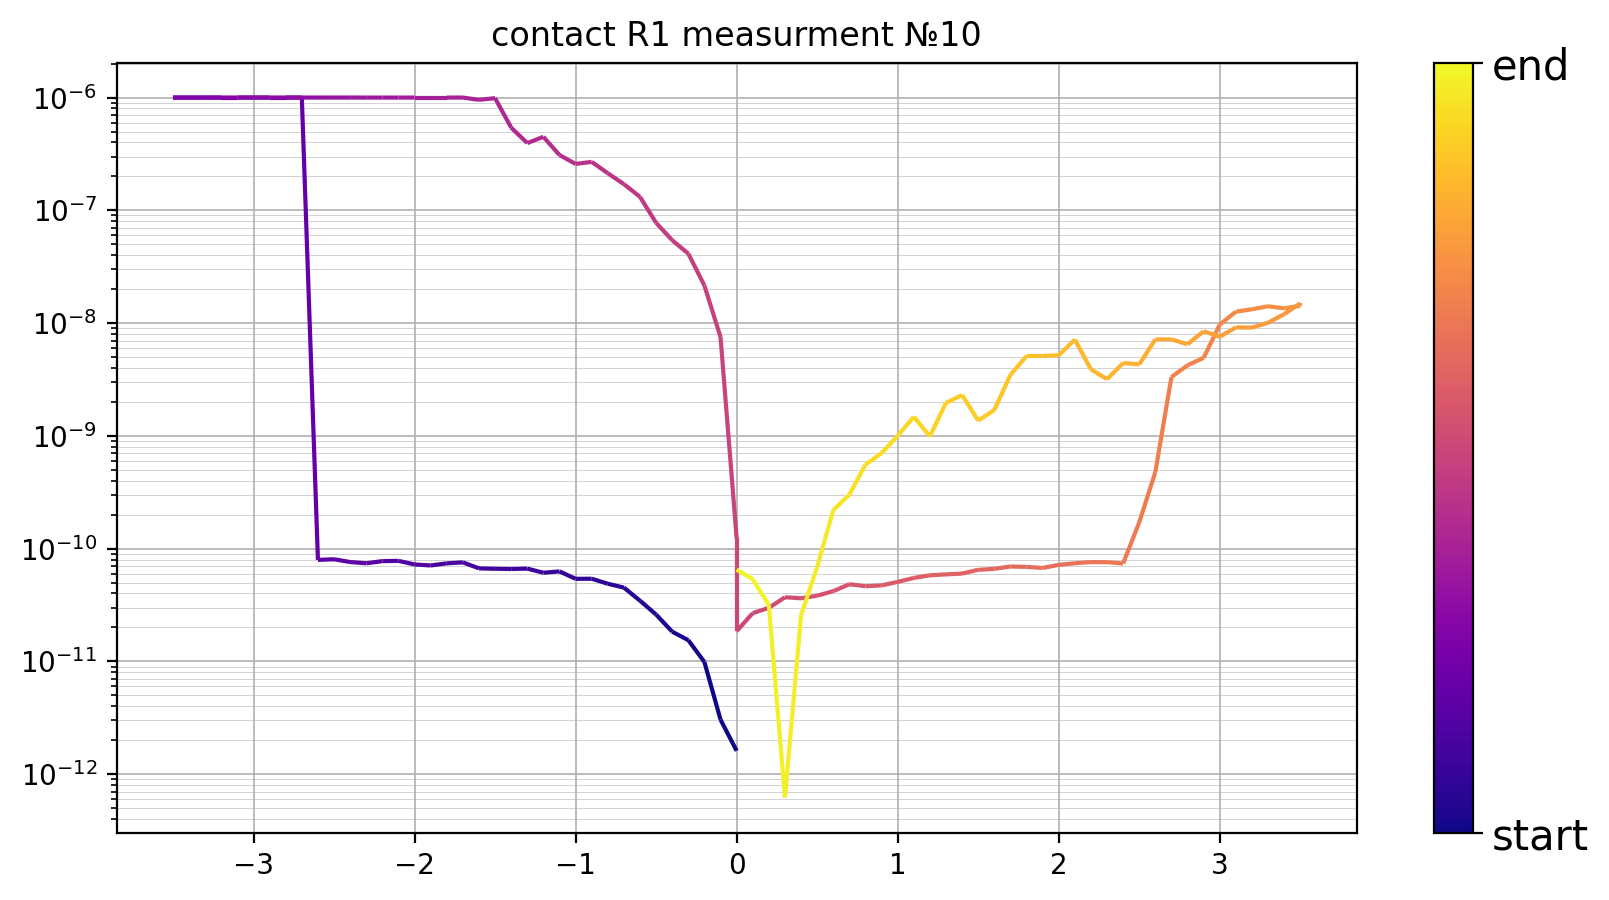 contact R1 measurment №10
10⁻⁶
10⁻⁷
10⁻⁸
10⁻⁹
10⁻¹⁰
10⁻¹¹
10⁻¹²
−3 −2 −1 0 1 2 3
end
start